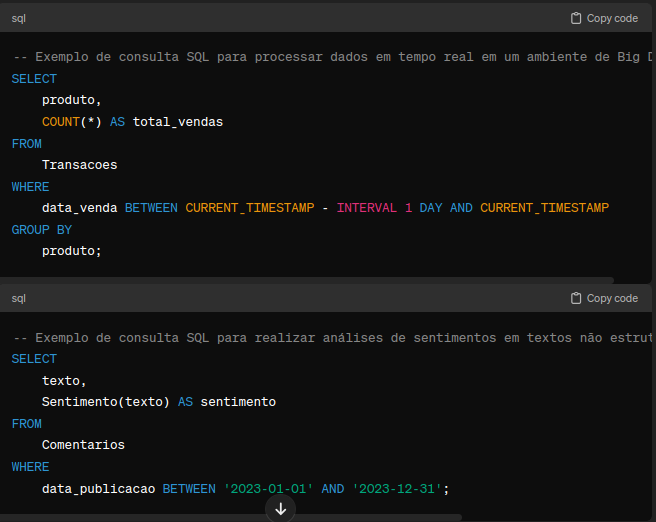 sql
Copy code
-- Exemplo de consulta SQL para processar dados em tempo real em um ambiente de Big
SELECT
    produto,
    COUNT(*) AS total_vendas
FROM
    Transacoes
WHERE
    data_venda BETWEEN CURRENT_TIMESTAMP - INTERVAL 1 DAY AND CURRENT_TIMESTAMP
GROUP BY
    produto;
sql
Copy code
-- Exemplo de consulta SQL para realizar análises de sentimentos em textos não
SELECT
    texto,
    Sentimento(texto) AS sentimento
FROM
    Comentarios
WHERE
    data_publicacao BETWEEN '2023-01-01' AND '2023-12-31';